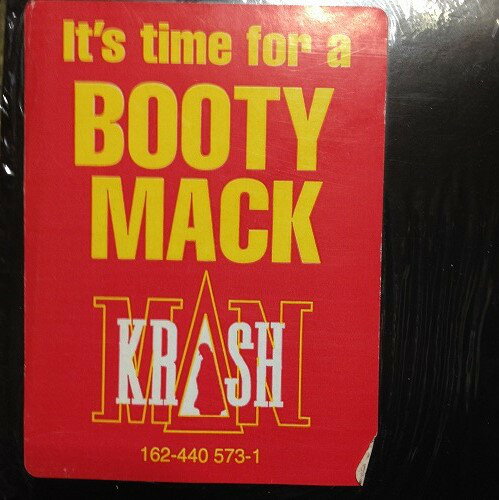 It's time for a
BOOTY
MACK
KRASH
MAN
162-440 573-1